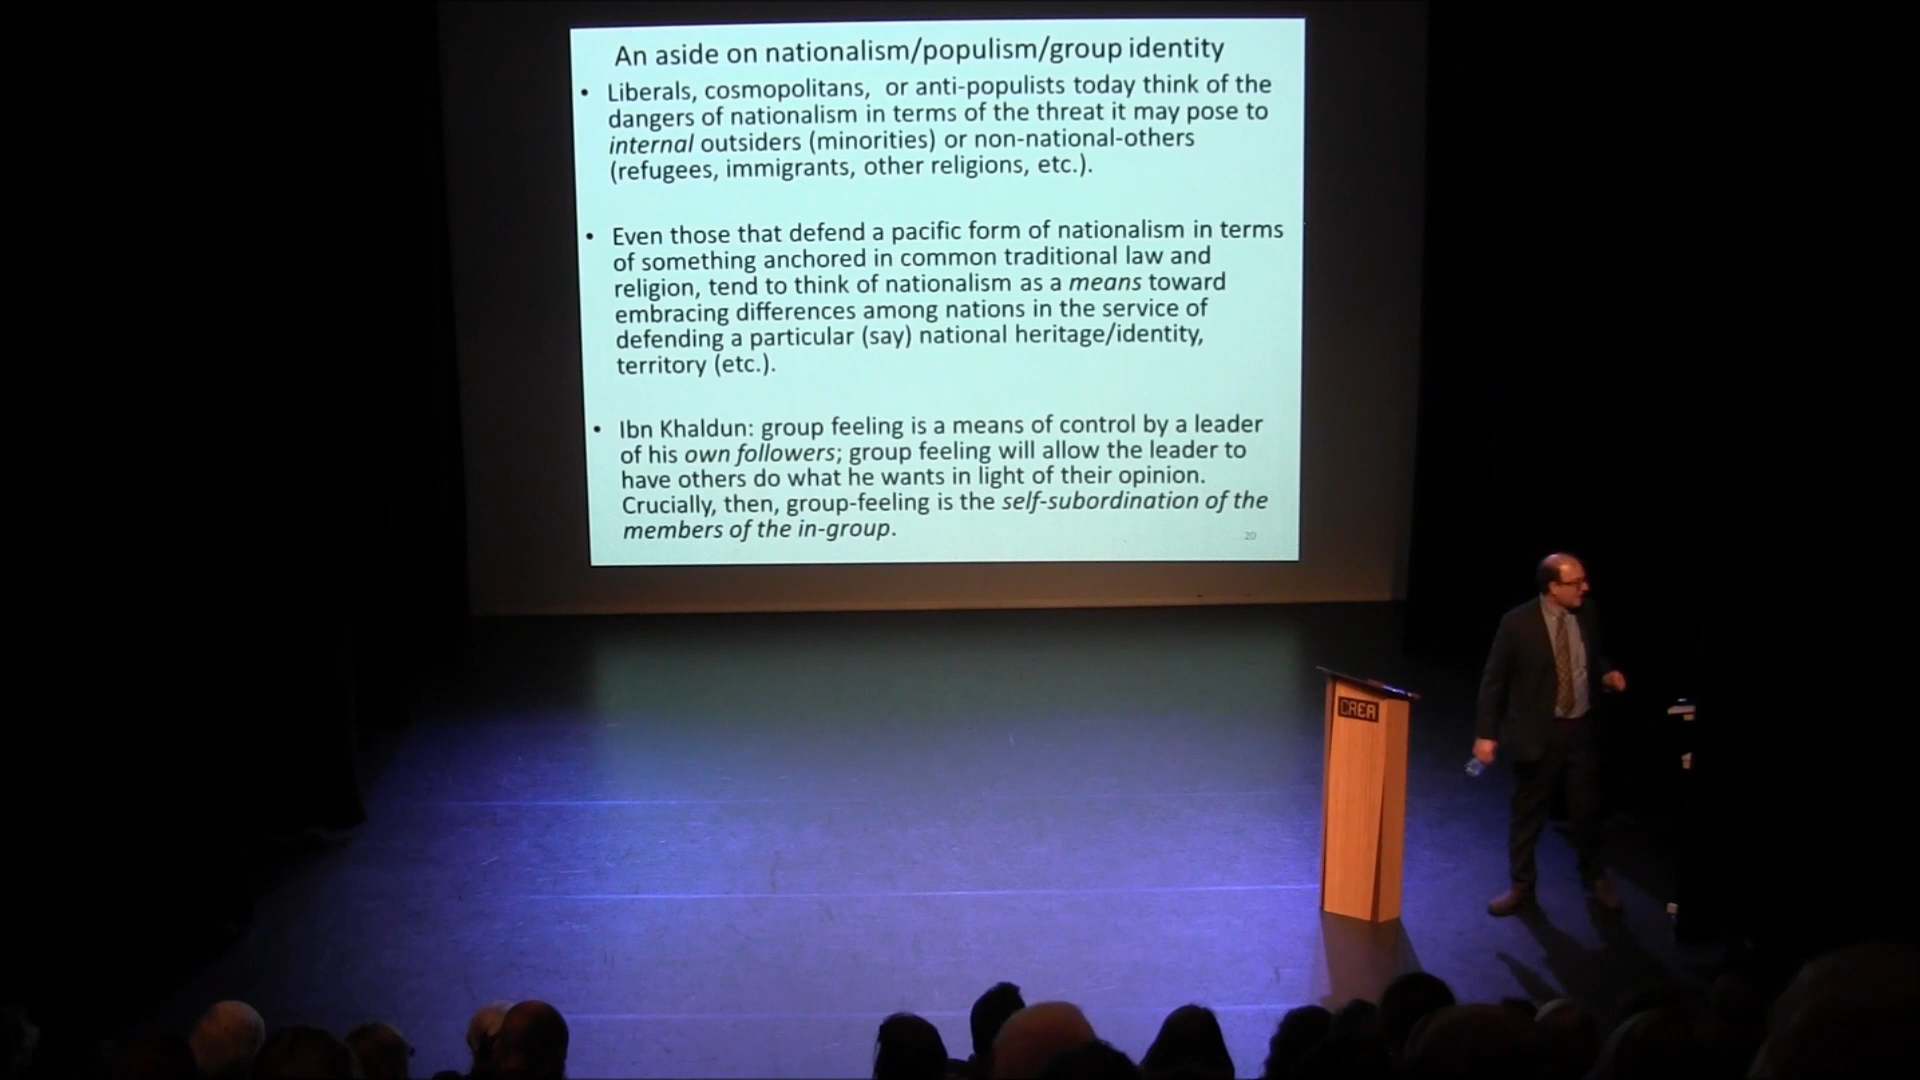 An aside on nationalism/populism/group identity
• Liberals, cosmopolitans, or anti-populists today think of the
dangers of nationalism in terms of the threat it may pose to
internal outsiders (minorities) or non-national-others
(refugees, immigrants, other religions, etc.).
• Even those that defend a pacific form of nationalism in terms
of something anchored in common traditional law and
religion, tend to think of nationalism as a means toward
embracing differences among nations in the service of
defending a particular (say) national heritage/identity,
territory (etc.).
• Ibn Khaldun: group feeling is a means of control by a leader
of his own followers; group feeling will allow the leader to
have others do what he wants in light of their opinion.
Crucially, then, group-feeling is the self-subordination of the
members of the in-group.
20
CREA